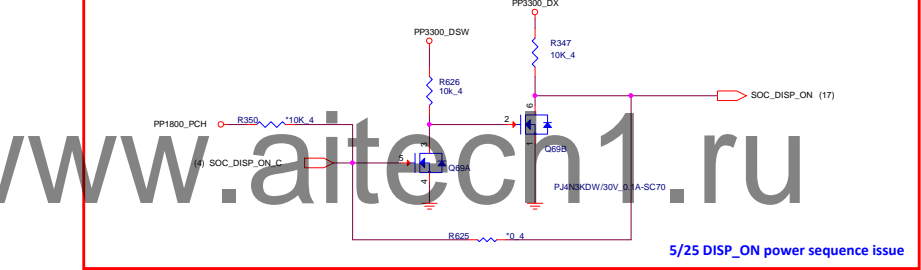 PP3300_DX
PP3300_DSW
R347
10K_4
R626
10k_4
SOC_DISP_ON (17)
6
R350
*10K_4
PP1800_PCH
2
3
1
Q69B
(4) SOC_DISP_ON_C
5
Q69A
4
PJ4N3KDW/30V_0.1A-SC70
www.aitech1.ru
R625
*0_4
5/25 DISP_ON power sequence issue